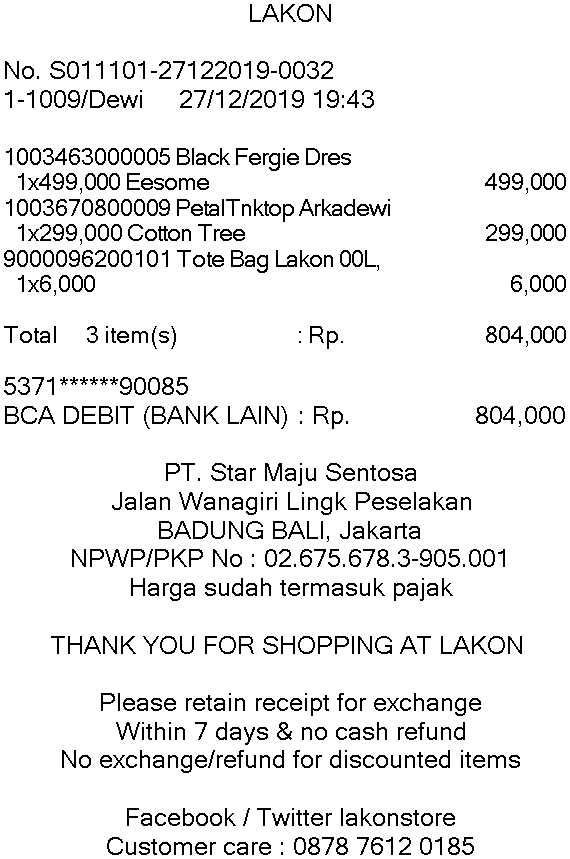 LAKON
No. S011101-27122019-0032
1-1009/Dewi 27/12/2019 19:43
1003463000005 Black Fergie Dres
1x499,000 Eesome 499,000
1003670800009 PetalTnktop Arkadewi
1x299,000 Cotton Tree 299,000
9000096200101 Tote Bag Lakon 00L,
1x6,000 6,000
Total 3 item(s) : Rp. 804,000
5371******90085
BCA DEBIT (BANK LAIN) : Rp. 804,000
PT. Star Maju Sentosa
Jalan Wanagiri Lingk Peselakan
BADUNG BALI, Jakarta
NPWP/PKP No : 02.675.678.3-905.001
Harga sudah termasuk pajak
THANK YOU FOR SHOPPING AT LAKON
Please retain receipt for exchange
Within 7 days & no cash refund
No exchange/refund for discounted items
Facebook / Twitter lakonstore
Customer care : 0878 7612 0185